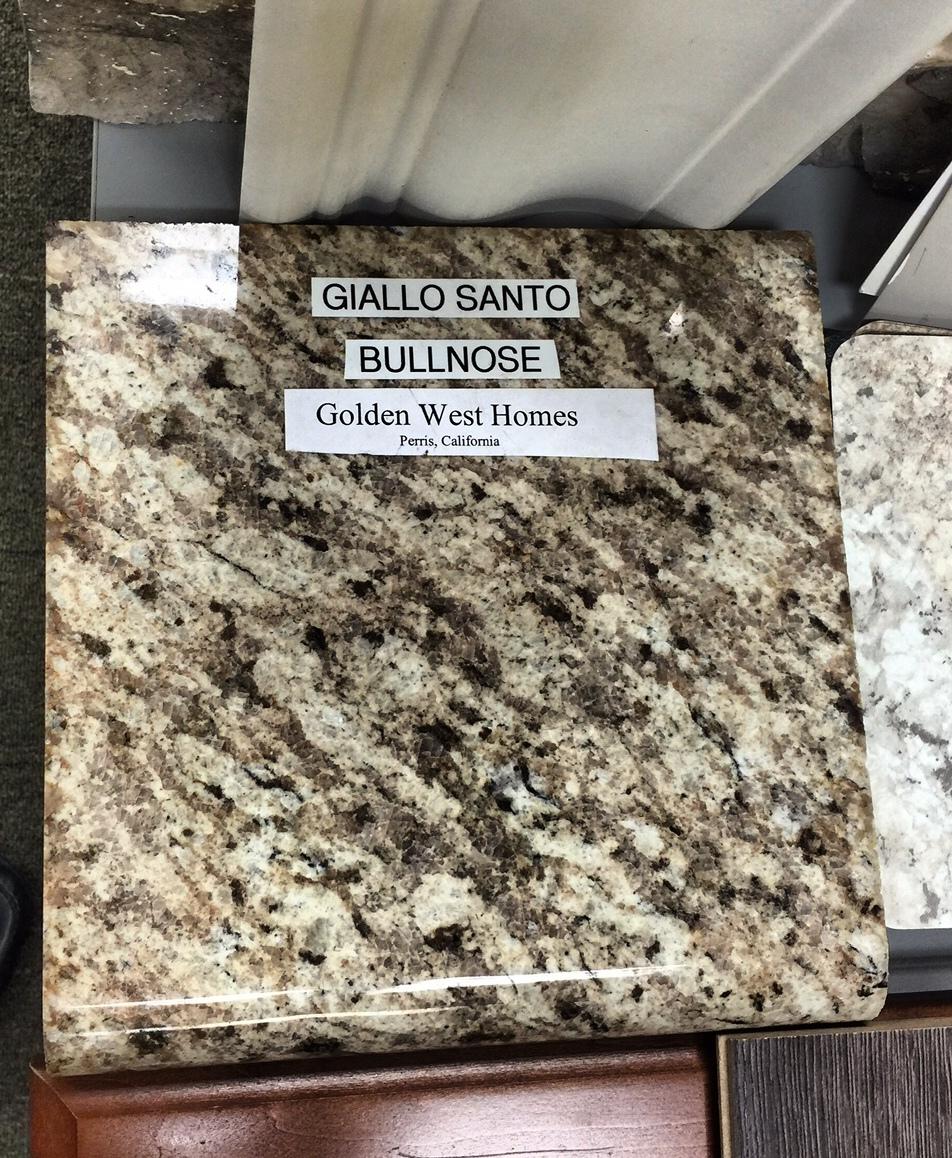 GIALLO SANTO
BULLNOSE
Golden West Homes
Perris, California